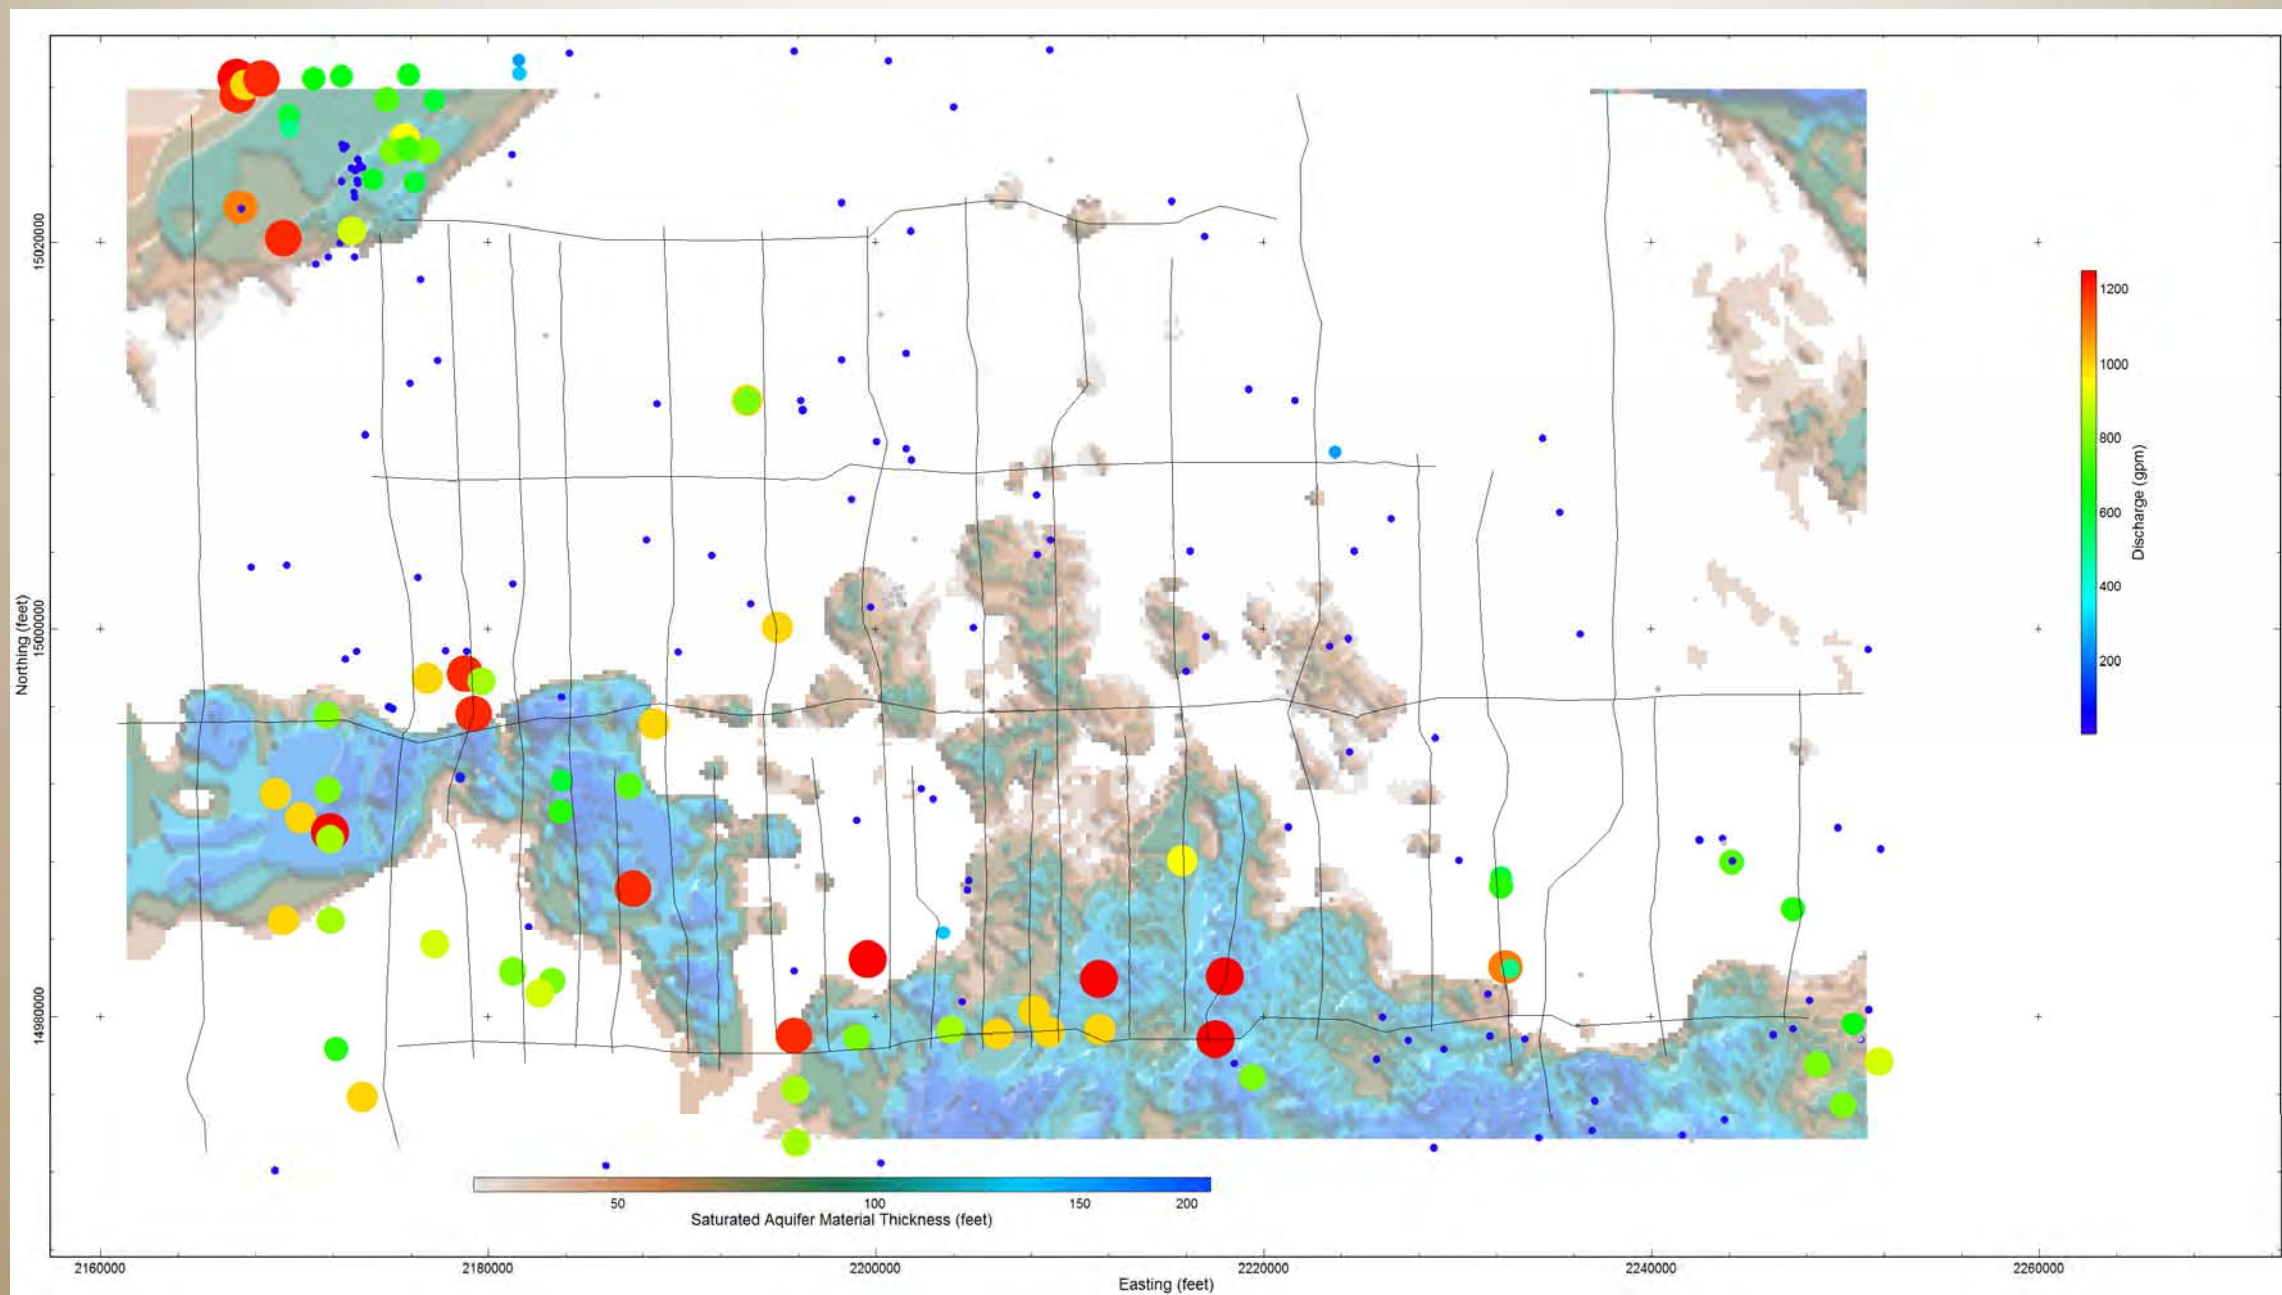 15020000
15000000
14980000
Northing (feet)
1200
1000
800
600
400
200
Discharge (gpm)
50 100 150 200
Saturated Aquifer Material Thickness (feet)
2160000 2180000 2200000 2220000 2240000 2260000
Easting (feet)